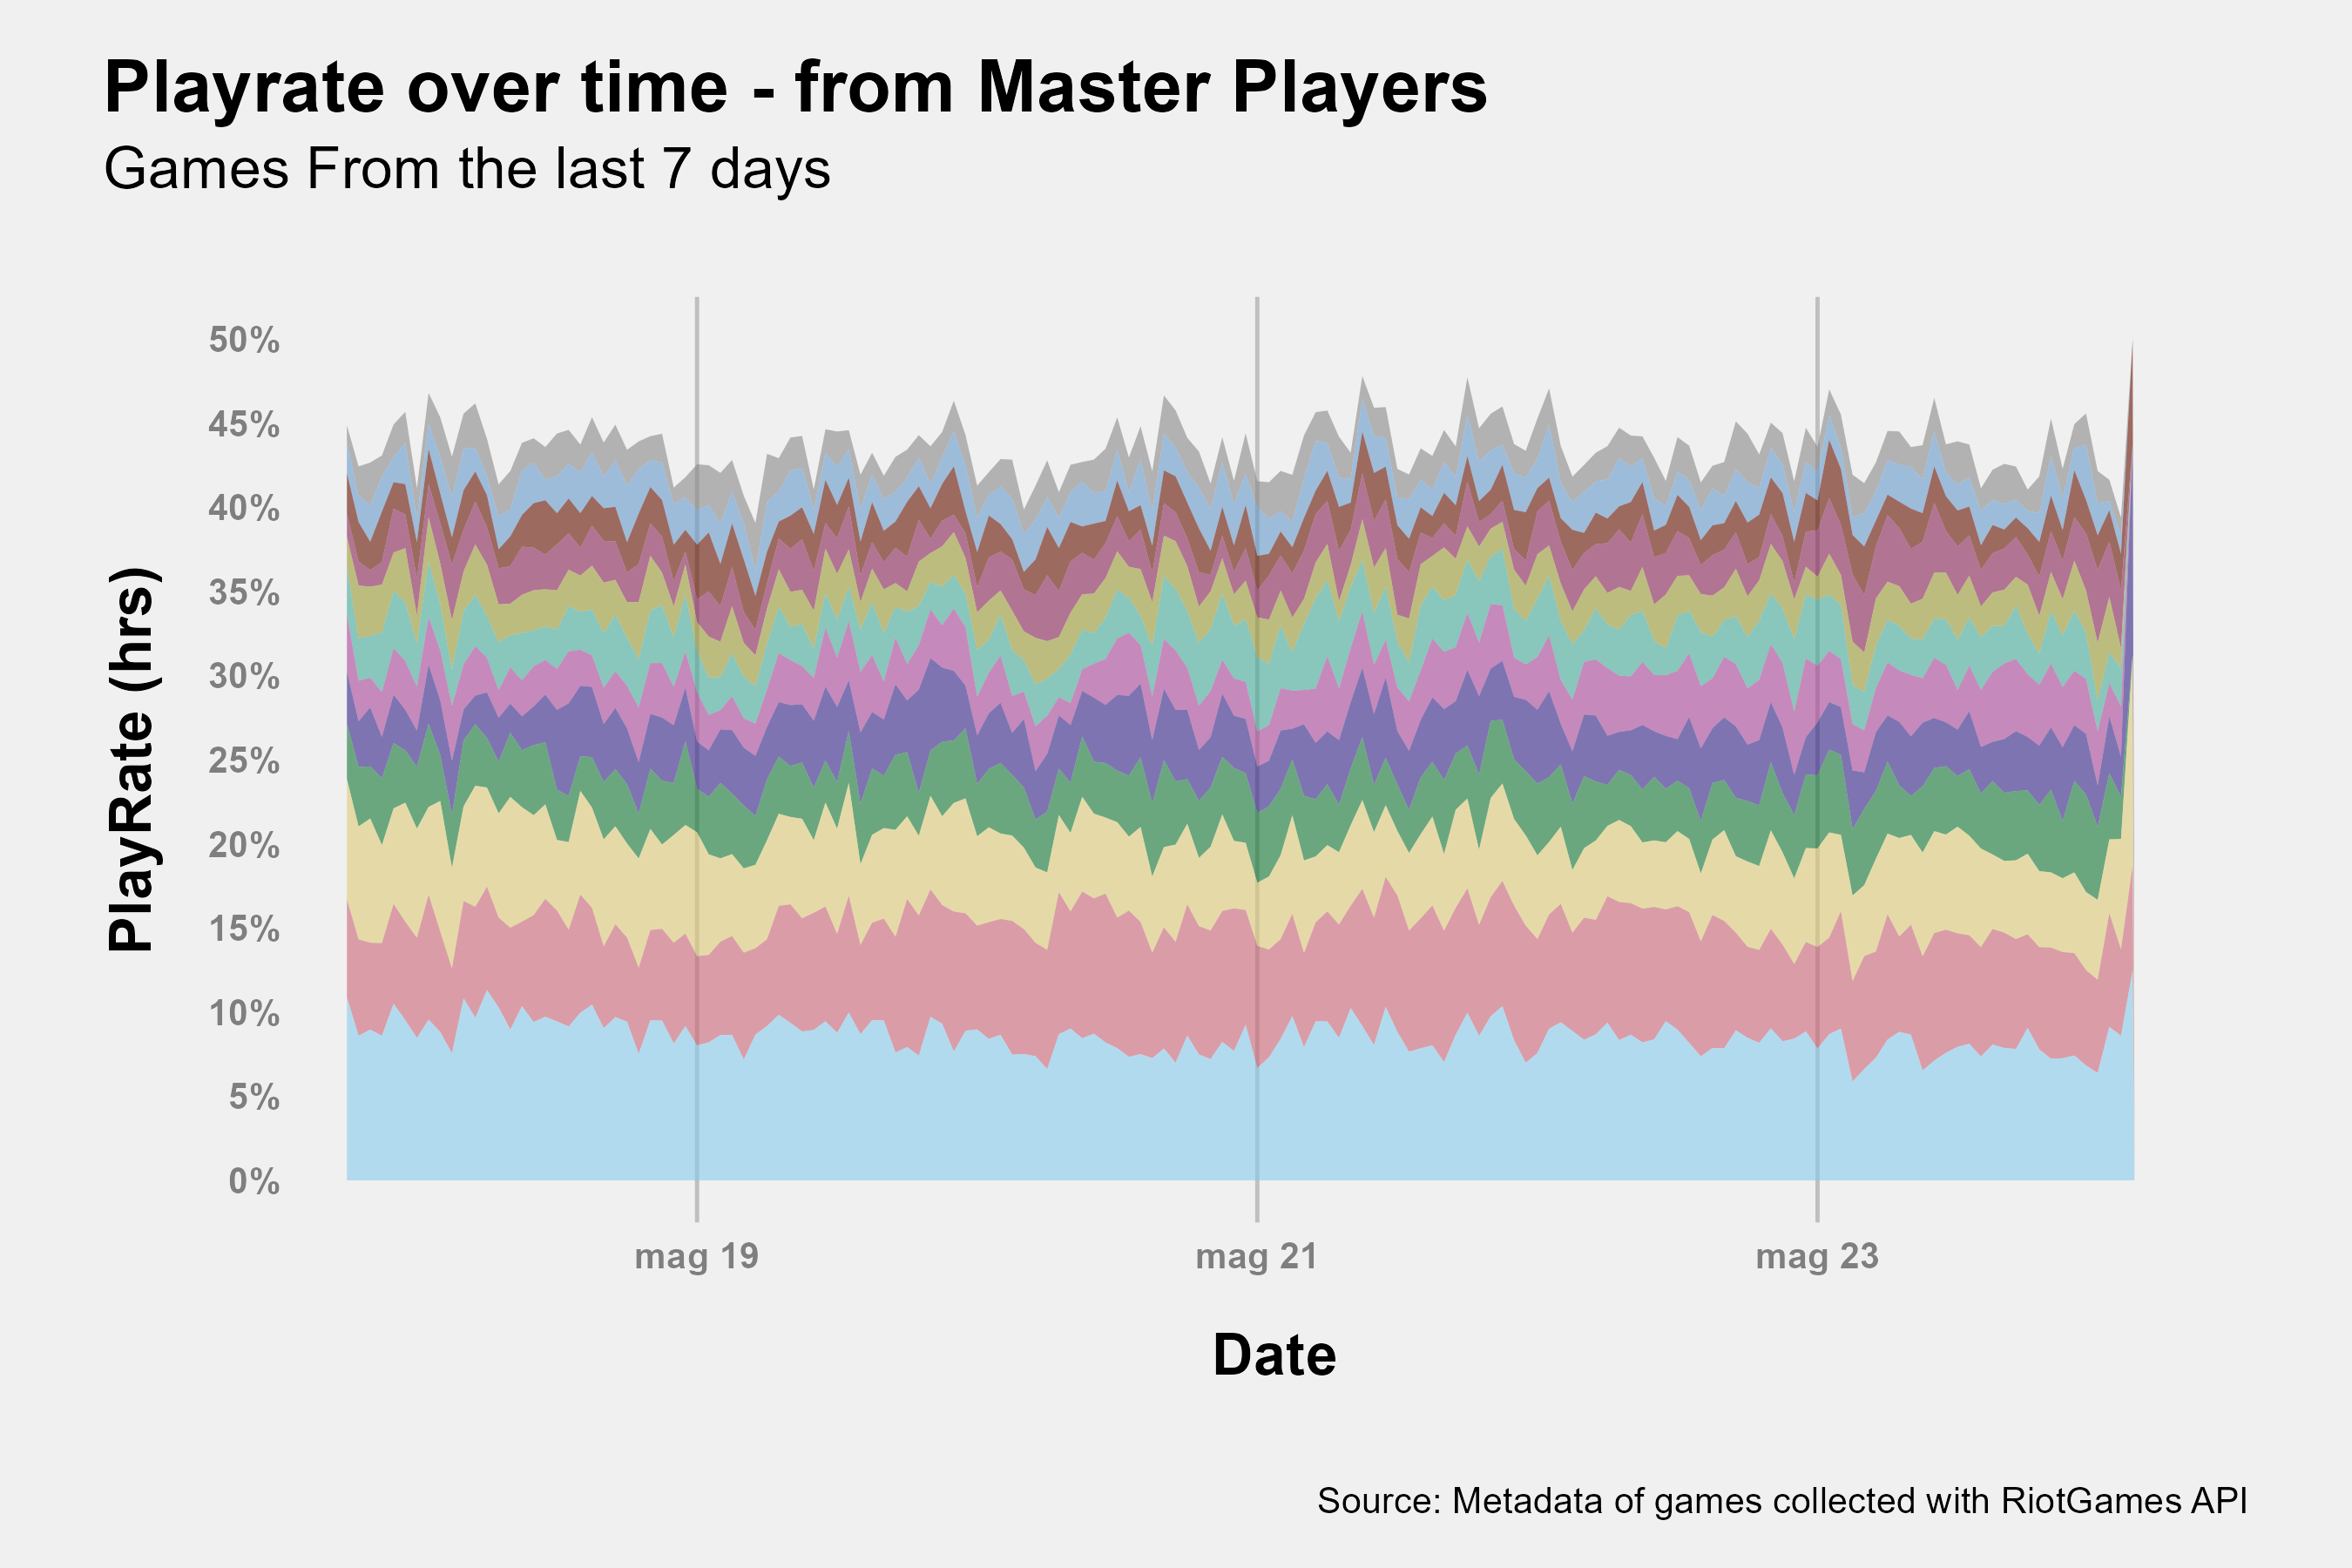 Playrate over time - from Master Players
Games From the last 7 days
PlayRate (hrs)
50%
45%
40%
35%
30%
25%
20%
15%
10%
5%
0%
mag 19
mag 21
mag 23
Date
Source: Metadata of games collected with RiotGames API